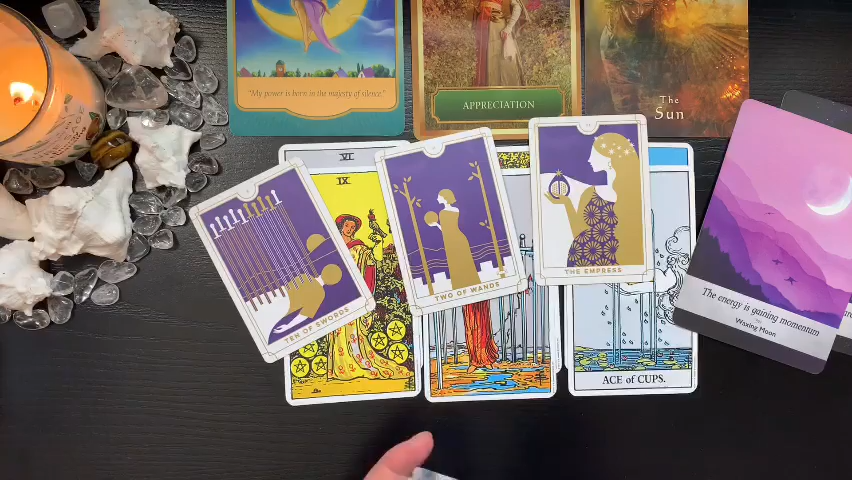 "My power is born in the majesty of silence."
APPRECIATION
The
Sun
VI
IX
TEN OF SWORDS
TWO OF WANDS
THE EMPRESS
ACE of CUPS.
The energy is gaining momentum
Waxing Moon